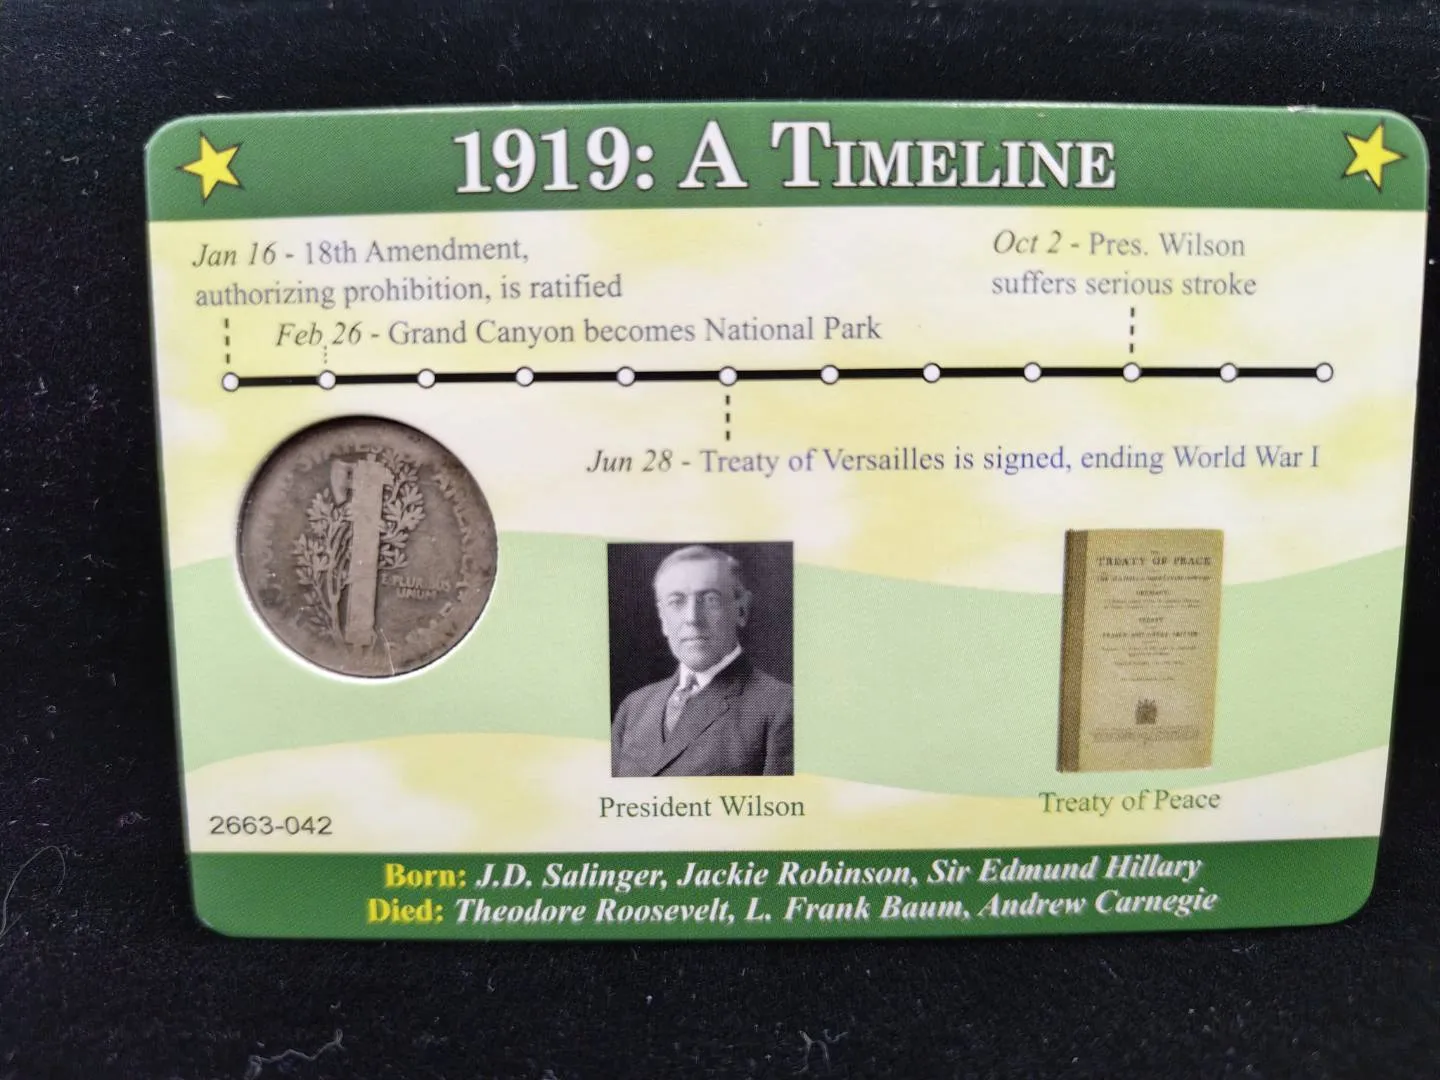 1919: A TIMELINE
Jan 16 - 18th Amendment,
authorizing prohibition, is ratified
Oct 2 - Pres. Wilson
suffers serious stroke
Feb 26 - Grand Canyon becomes National Park
Jun 28 - Treaty of Versailles is signed, ending World War I
STATES OF AMERICA
E PLURIBUS
UNUM
TREATY OF PEACE
President Wilson
Treaty of Peace
2663-042
Born: J.D. Salinger, Jackie Robinson, Sir Edmund Hillary
Died: Theodore Roosevelt, L. Frank Baum, Andrew Carnegie